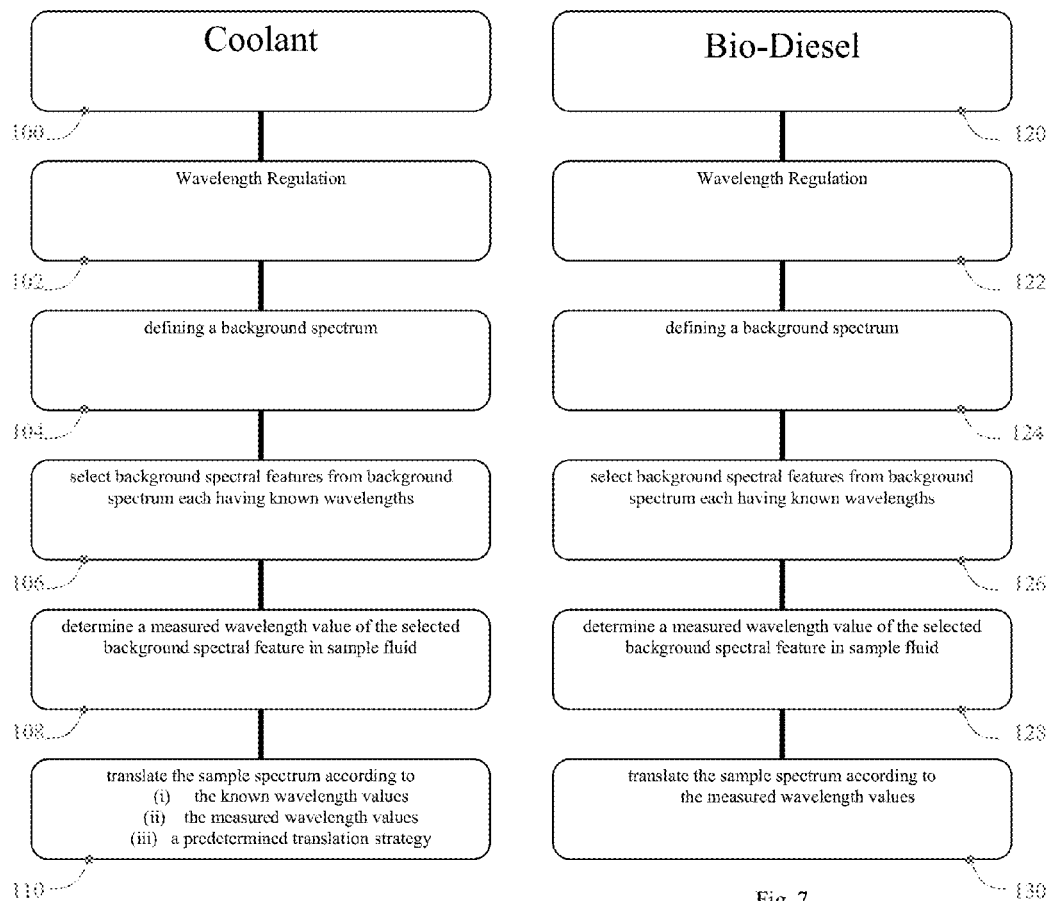 Coolant
100
Wavelength Regulation
102
defining a background spectrum
104
select background spectral features from background
spectrum each having known wavelengths
106
determine a measured wavelength value of the selected
background spectral feature in sample fluid
108
translate the sample spectrum according to
(i) the known wavelength values
(ii) the measured wavelength values
(iii) a predetermined translation strategy
110
Bio-Diesel
120
Wavelength Regulation
122
defining a background spectrum
124
select background spectral features from background
spectrum each having known wavelengths
126
determine a measured wavelength value of the selected
background spectral feature in sample fluid
128
translate the sample spectrum according to
the measured wavelength values
130
Fig. 7